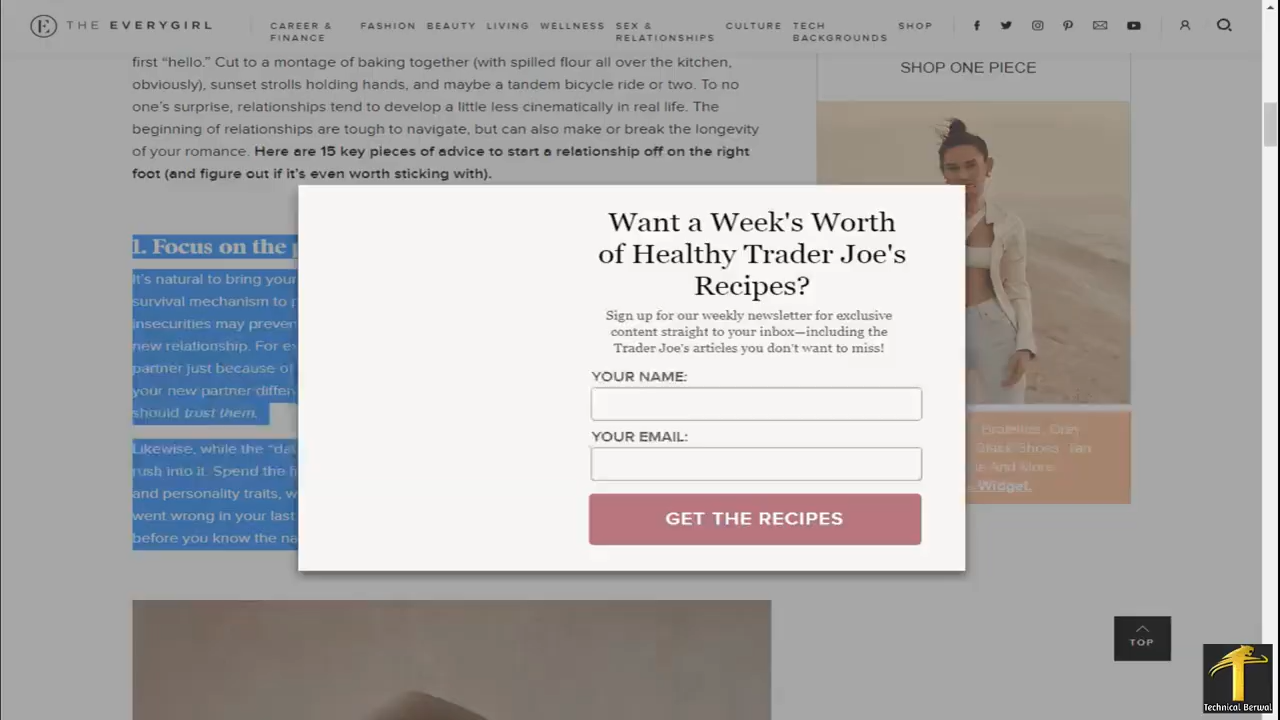 THE EVERYGIRL
CAREER &
FINANCE
FASHION
BEAUTY
LIVING
WELLNESS
SEX &
RELATIONSHIPS
CULTURE
TECH
BACKGROUNDS
SHOP
first “hello.” Cut to a montage of baking together (with spilled flour all over the kitchen,
obviously), sunset strolls holding hands, and maybe a tandem bicycle ride or two. To no
one’s surprise, relationships tend to develop a little less cinematically in real life. The
beginning of relationships are tough to navigate, but can also make or break the longevity
of your romance. Here are 15 key pieces of advice to start a relationship off on the right
foot (and figure out if it’s even worth sticking with).
1. Focus on the
It’s natural to bring your
survival mechanism to
insecurities may preven
new relationship. For
partner just because of
your new partner differ
should trust them.
Likewise, while the
rush into it. Spend the
and personality traits,
went wrong in your last
before you know the
Want a Week's Worth
of Healthy Trader Joe's
Recipes?
Sign up for our weekly newsletter for exclusive
content straight to your inbox—including the
Trader Joe's articles you don't want to miss!
YOUR NAME:
YOUR EMAIL:
GET THE RECIPES
SHOP ONE PIECE
Black Shoes, Tan
And More
Widget.
TOP
Technical Berwal